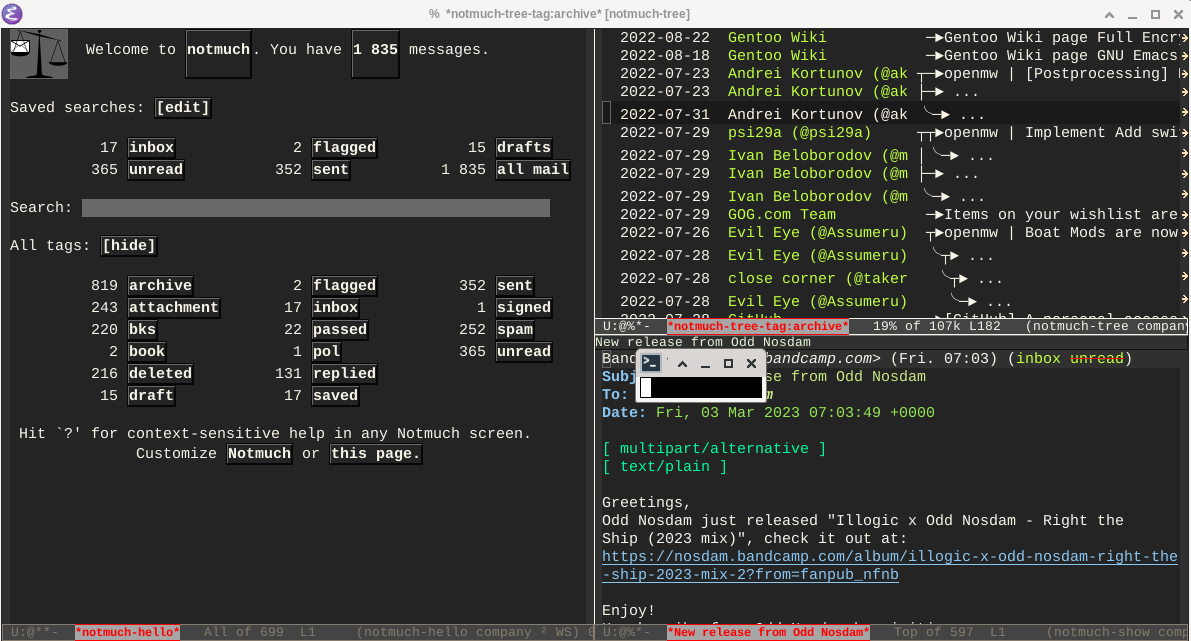 % *notmuch-tree-tag:archive* [notmuch-tree]
Welcome to notmuch. You have 1 835 messages.
Saved searches: [edit]
17 inbox 2 flagged 15 drafts
365 unread 352 sent 1 835 all mail
Search:
All tags: [hide]
819 archive 2 flagged 352 sent
243 attachment 17 inbox 1 signed
220 bks 22 passed 252 spam
2 book 1 pol 365 unread
216 deleted 131 replied
15 draft 17 saved
Hit `?' for context-sensitive help in any Notmuch screen.
Customize Notmuch or this page.
U:@**- *notmuch-hello* All of 699 L1 (notmuch-hello company ² WS)
2022-08-22 Gentoo Wiki ─►Gentoo Wiki page Full Encry
2022-08-18 Gentoo Wiki ─►Gentoo Wiki page GNU Emacs
2022-07-23 Andrei Kortunov (@ak ┬►openmw | [Postprocessing]
2022-07-23 Andrei Kortunov (@ak ├─► ...
2022-07-31 Andrei Kortunov (@ak ╰─► ...
2022-07-29 psi29a (@psi29a) ┬┬►openmw | Implement Add swi
2022-07-29 Ivan Beloborodov (@m │╰─► ...
2022-07-29 Ivan Beloborodov (@m ├─► ...
2022-07-29 Ivan Beloborodov (@m ╰─► ...
2022-07-29 GOG.com Team ─►Items on your wishlist are
2022-07-26 Evil Eye (@Assumeru) ┬►openmw | Boat Mods are now
2022-07-28 Evil Eye (@Assumeru) ╰┬► ...
2022-07-28 close corner (@taker ╰┬► ...
2022-07-28 Evil Eye (@Assumeru) ╰─► ...
2022-07-28 GitHub ─►[GitHub] A personal access
U:@%*- *notmuch-tree-tag:archive* 19% of 107k L182 (notmuch-tree company
New release from Odd Nosdam
Band bandcamp.com> (Fri. 07:03) (inbox unread)
Subj se from Odd Nosdam
To: m
Date: Fri, 03 Mar 2023 07:03:49 +0000
[ multipart/alternative ]
[ text/plain ]
Greetings,
Odd Nosdam just released "Illogic x Odd Nosdam - Right the
Ship (2023 mix)", check it out at:
https://nosdam.bandcamp.com/album/illogic-x-odd-nosdam-right-the
-ship-2023-mix-2?from=fanpub_nfnb
Enjoy!
U:@%*- *New release from Odd Nosdam* Top of 597 L1 (notmuch-show com